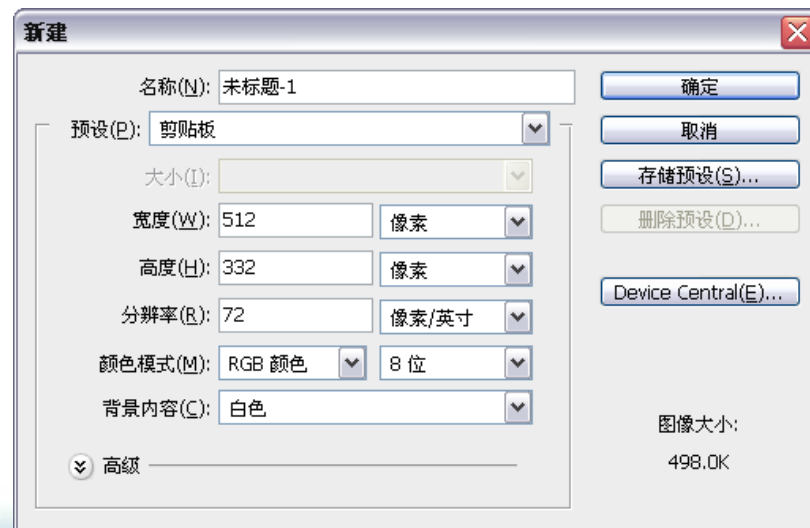 新建
名称(N): 未标题-1
确定
预设(P): 剪贴板
取消
大小(I):
存储预设(S)...
宽度(W): 512 像素
删除预设(D)...
高度(H): 332 像素
Device Central(E)...
分辨率(R): 72 像素/英寸
颜色模式(M): RGB 颜色 8 位
背景内容(C): 白色
图像大小:
高级
498.0K